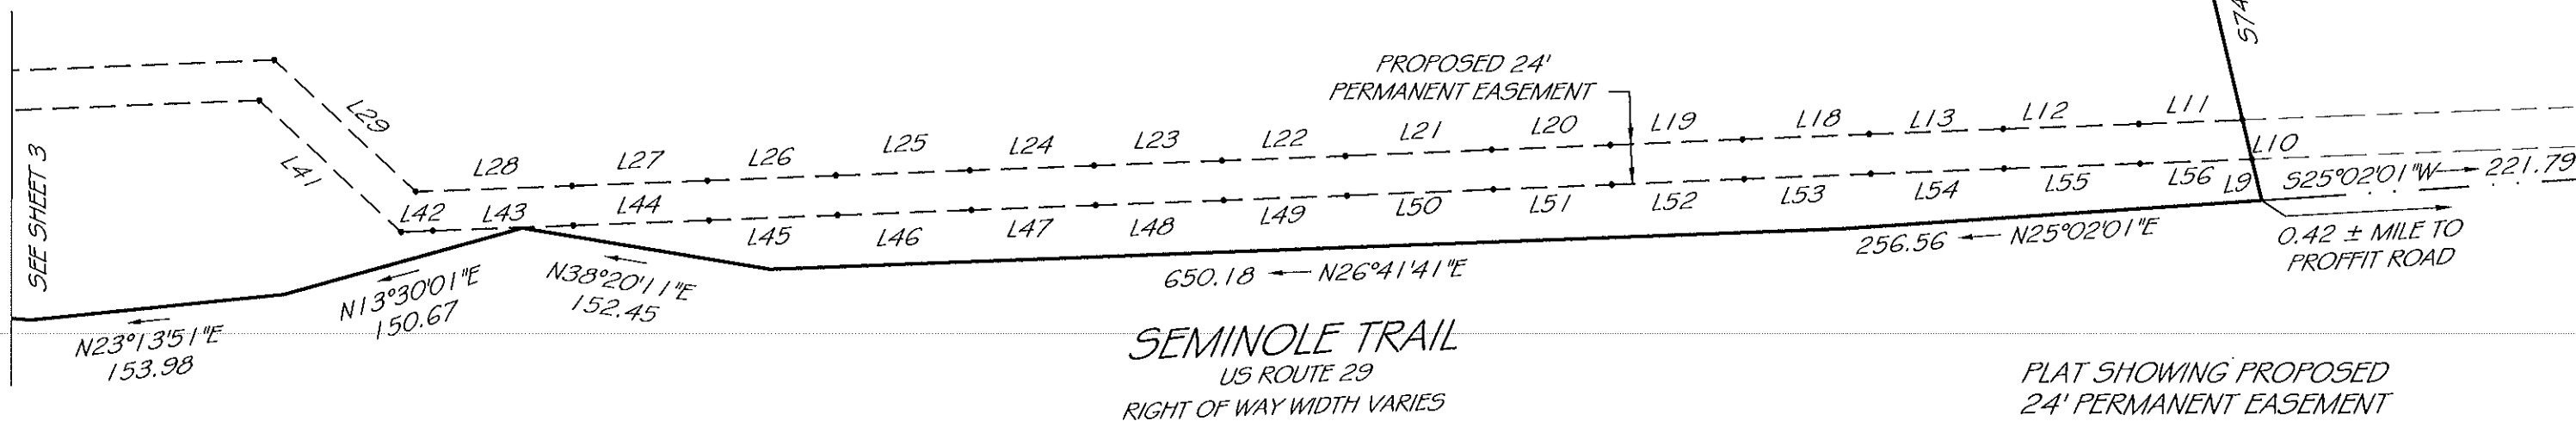 S74
PROPOSED 24'
PERMANENT EASEMENT
L29
L41
L28
L27
L26
L25
L24
L23
L22
L21
L20
L19
L18
L13
L12
L11
L10
L42
L43
L44
L45
L46
L47
L48
L49
L50
L51
L52
L53
L54
L55
L56
L9
S25°02'01"W 221.79
SEE SHEET 3
N23°13'51"E
153.98
N13°30'01"E
150.67
N38°20'11"E
152.45
650.18 N26°41'41"E
256.56 N25°02'01"E
0.42 ± MILE TO
PROFFIT ROAD
SEMINOLE TRAIL
US ROUTE 29
RIGHT OF WAY WIDTH VARIES
PLAT SHOWING PROPOSED
24' PERMANENT EASEMENT